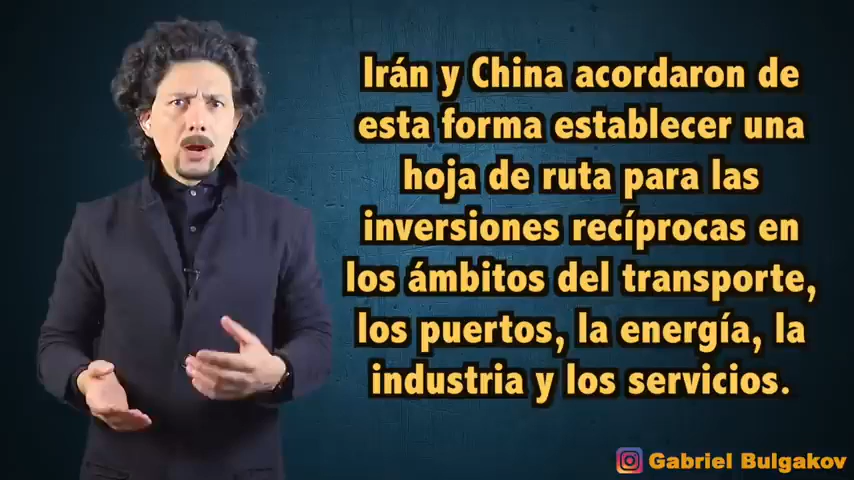 Irán y China acordaron de
esta forma establecer una
hoja de ruta para las
inversiones recíprocas en
los ámbitos del transporte,
los puertos, la energía, la
industria y los servicios.
Gabriel Bulgakov